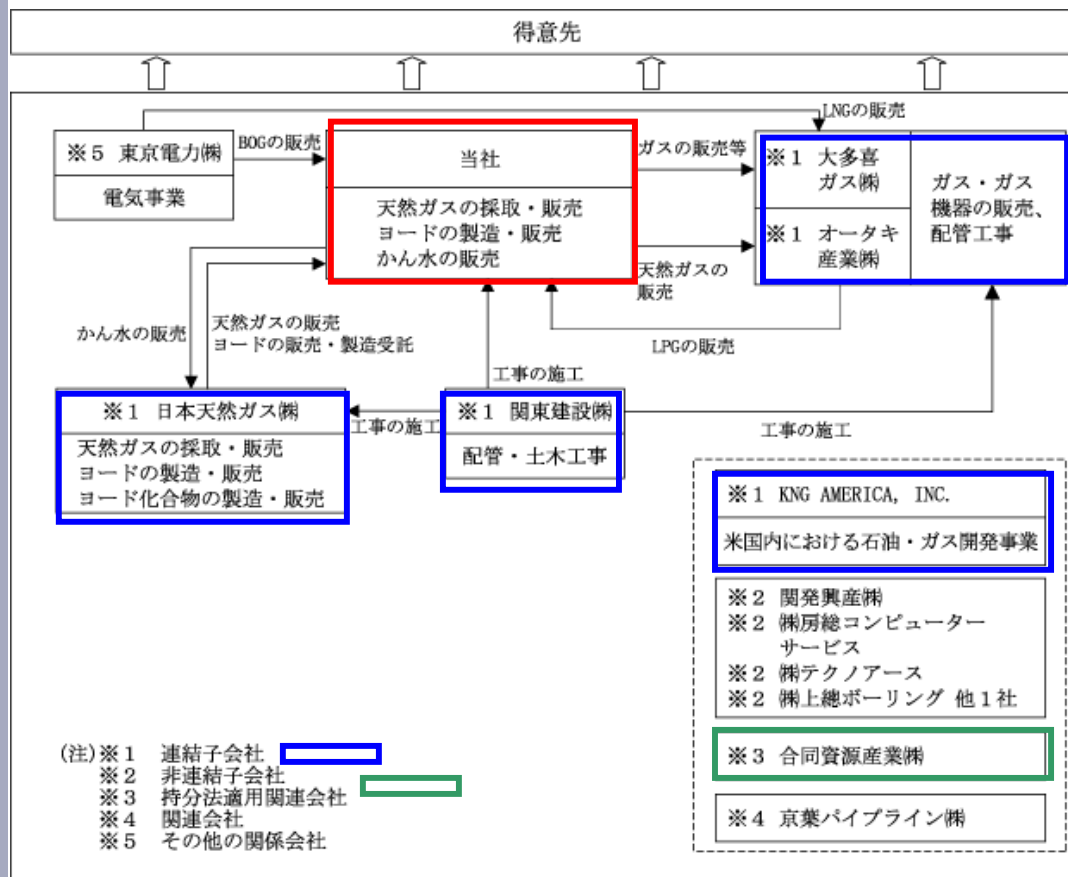 得意先
LNGの販売
※5 東京電力㈱
電気事業
BOGの販売
当社
天然ガスの採取・販売
ヨードの製造・販売
かん水の販売
ガスの販売等
天然ガスの
販売
※1 大多喜
ガス㈱
※1 オータキ
産業㈱
ガス・ガス
機器の販売、
配管工事
かん水の販売
天然ガスの販売
ヨードの販売・製造受託
LPGの販売
工事の施工
※1 日本天然ガス㈱
天然ガスの採取・販売
ヨードの製造・販売
ヨード化合物の製造・販売
工事の施工
※1 関東建設㈱
配管・土木工事
工事の施工
※1 KNG AMERICA, INC.
米国内における石油・ガス開発事業
※2 関発興産㈱
※2 ㈱房総コンピューター
サービス
※2 ㈱テクノアース
※2 ㈱上總ボーリング 他1社
※3 合同資源産業㈱
※4 京葉パイプライン㈱
(注)※1 連結子会社
※2 非連結子会社
※3 持分法適用関連会社
※4 関連会社
※5 その他の関係会社